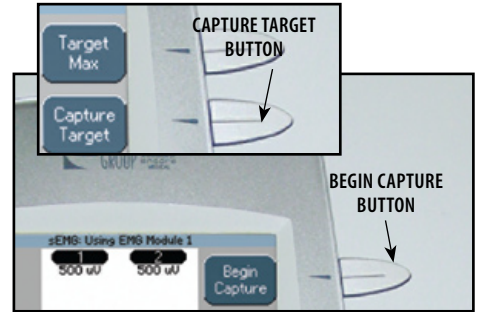 CAPTURE TARGET
BUTTON
Target
Max
Capture
Target
GROUP
BEGIN CAPTURE
BUTTON
sEMG: Using EMG Module 1
1 2
500 uV 500 uV
Begin
Capture